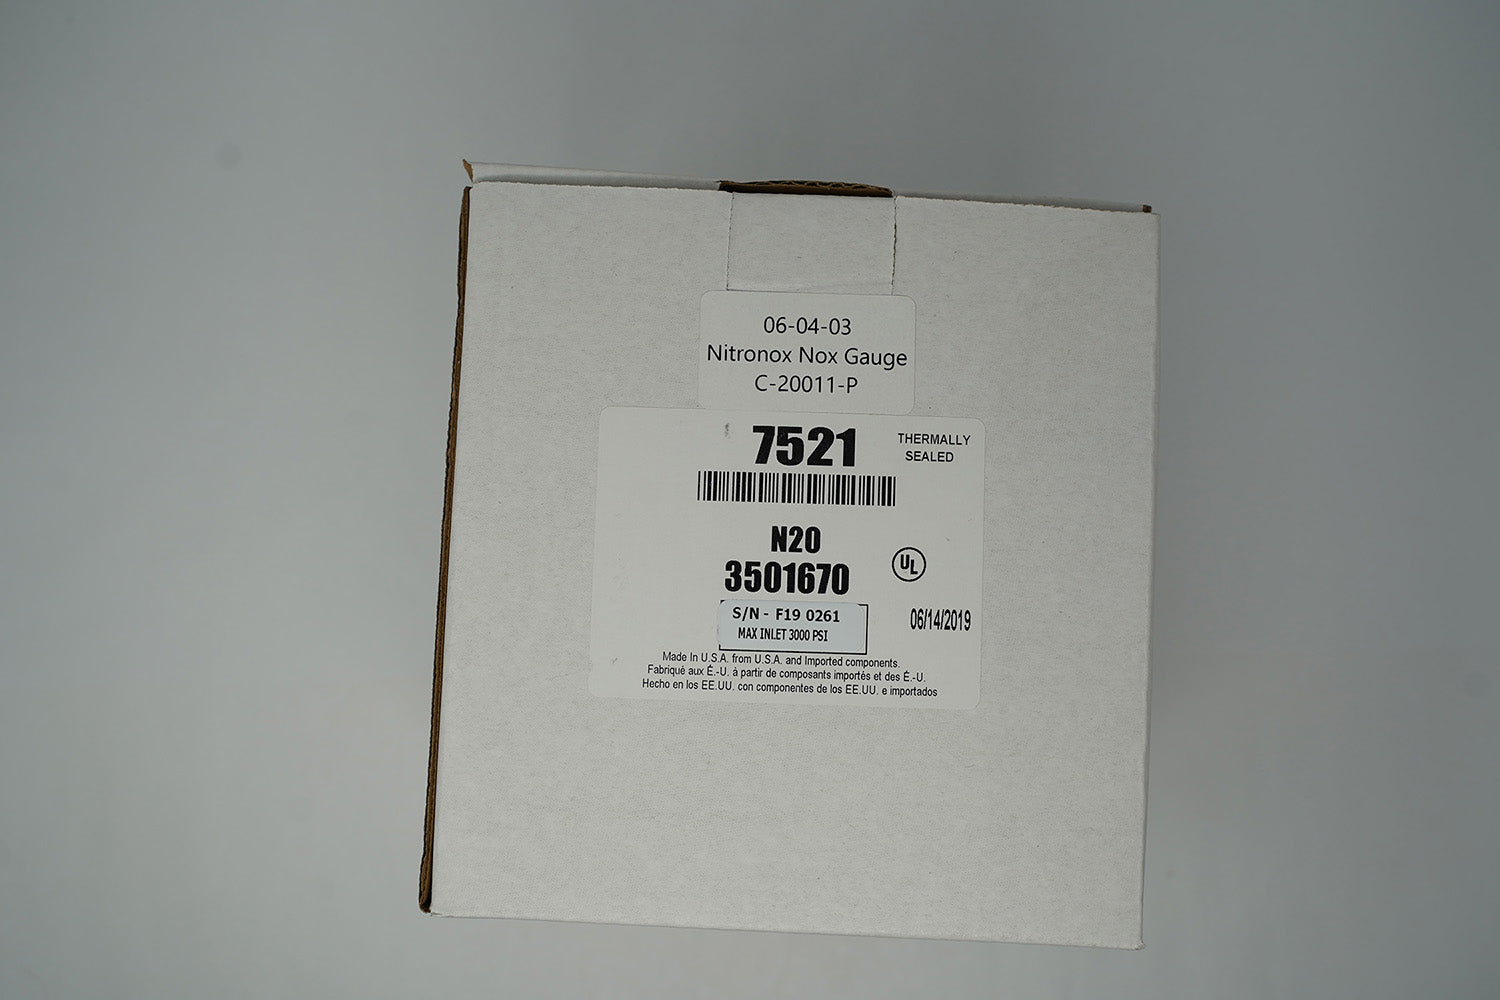 06-04-03
Nitronox Nox Gauge
C-20011-P
7521
THERMALLY
SEALED
N20
3501670
UL
S/N - F19 0261
MAX INLET 3000 PSI
06/14/2019
Made In U.S.A. from U.S.A. and Imported components.
Fabriqué aux É.-U. à partir de composants importés et des É.-U.
Hecho en los EE.UU. con componentes de los EE.UU. e importados